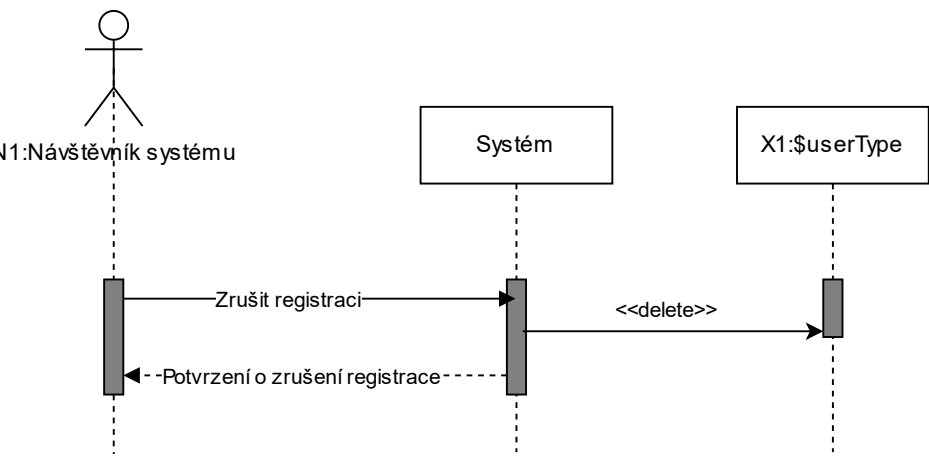 N1:Návštěvník systému
Systém
X1:$userType
Zrušit registraci
<<delete>>
Potvrzení o zrušení registrace